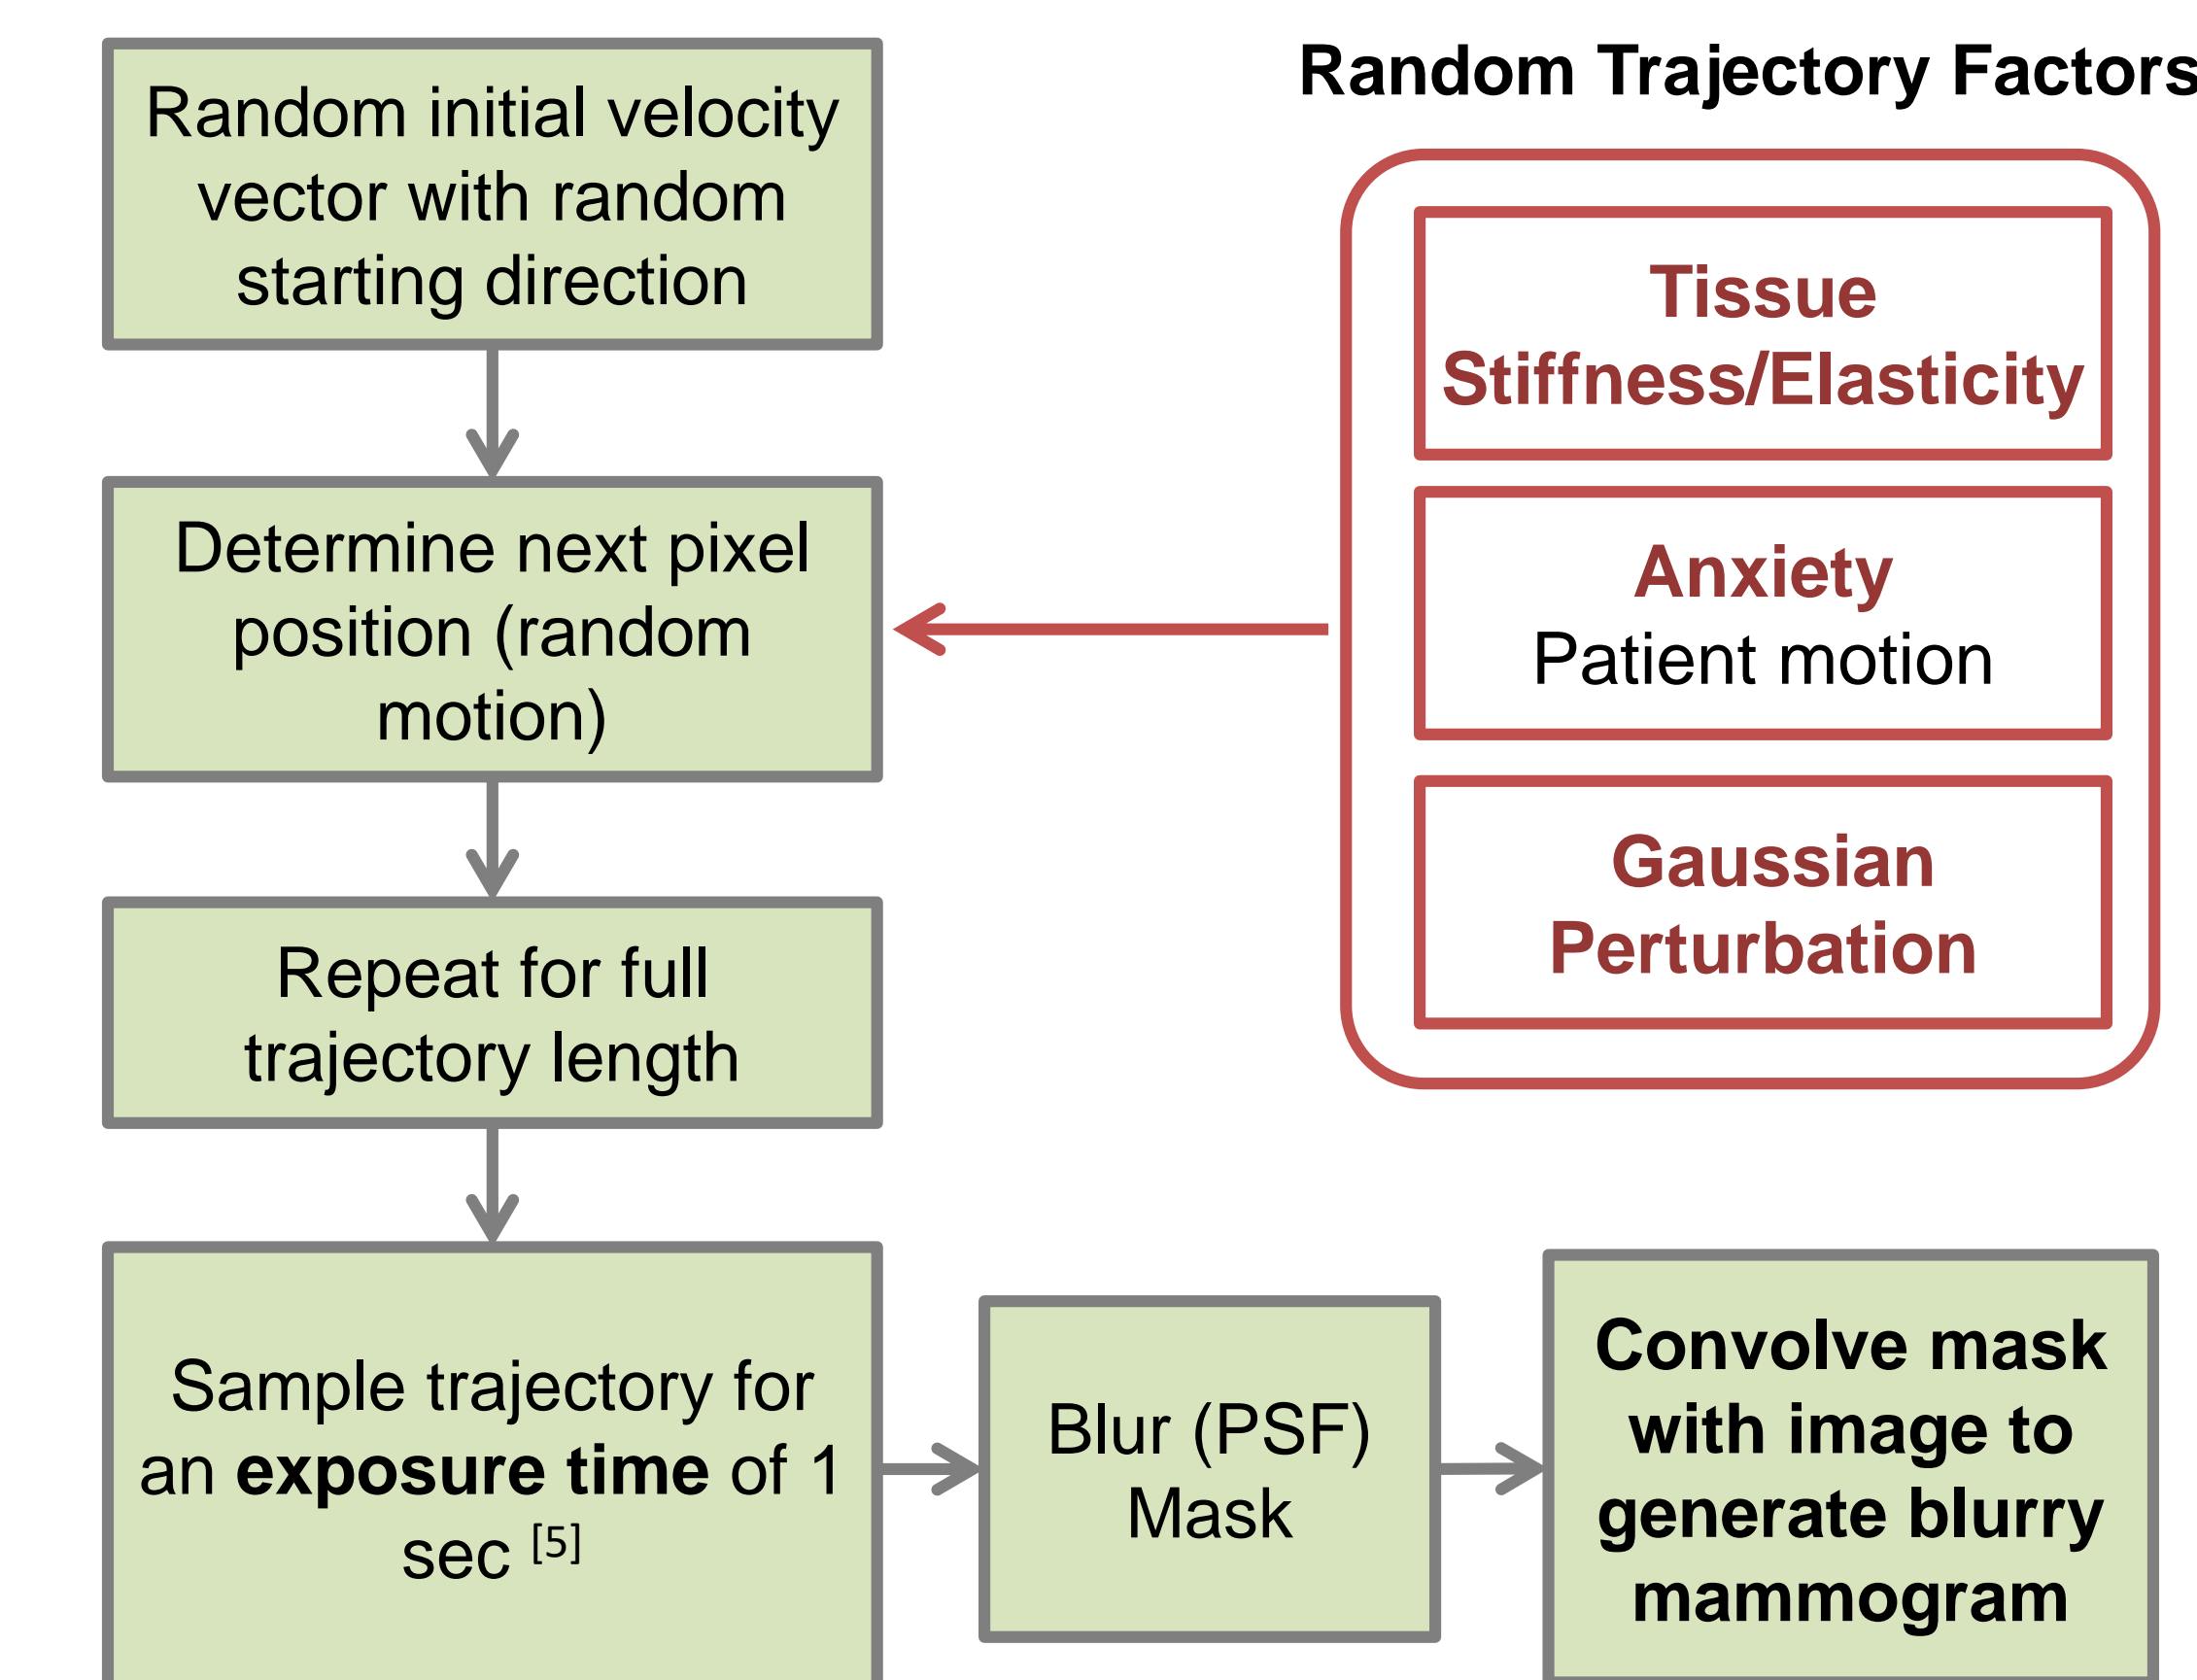 Random initial velocity
vector with random
starting direction
Determine next pixel
position (random
motion)
Repeat for full
trajectory length
Sample trajectory for
an exposure time of 1
sec [5]
Blur (PSF)
Mask
Convolve mask
with image to
generate blurry
mammogram
Random Trajectory Factors
Tissue
Stiffness/Elasticity
Anxiety
Patient motion
Gaussian
Perturbation